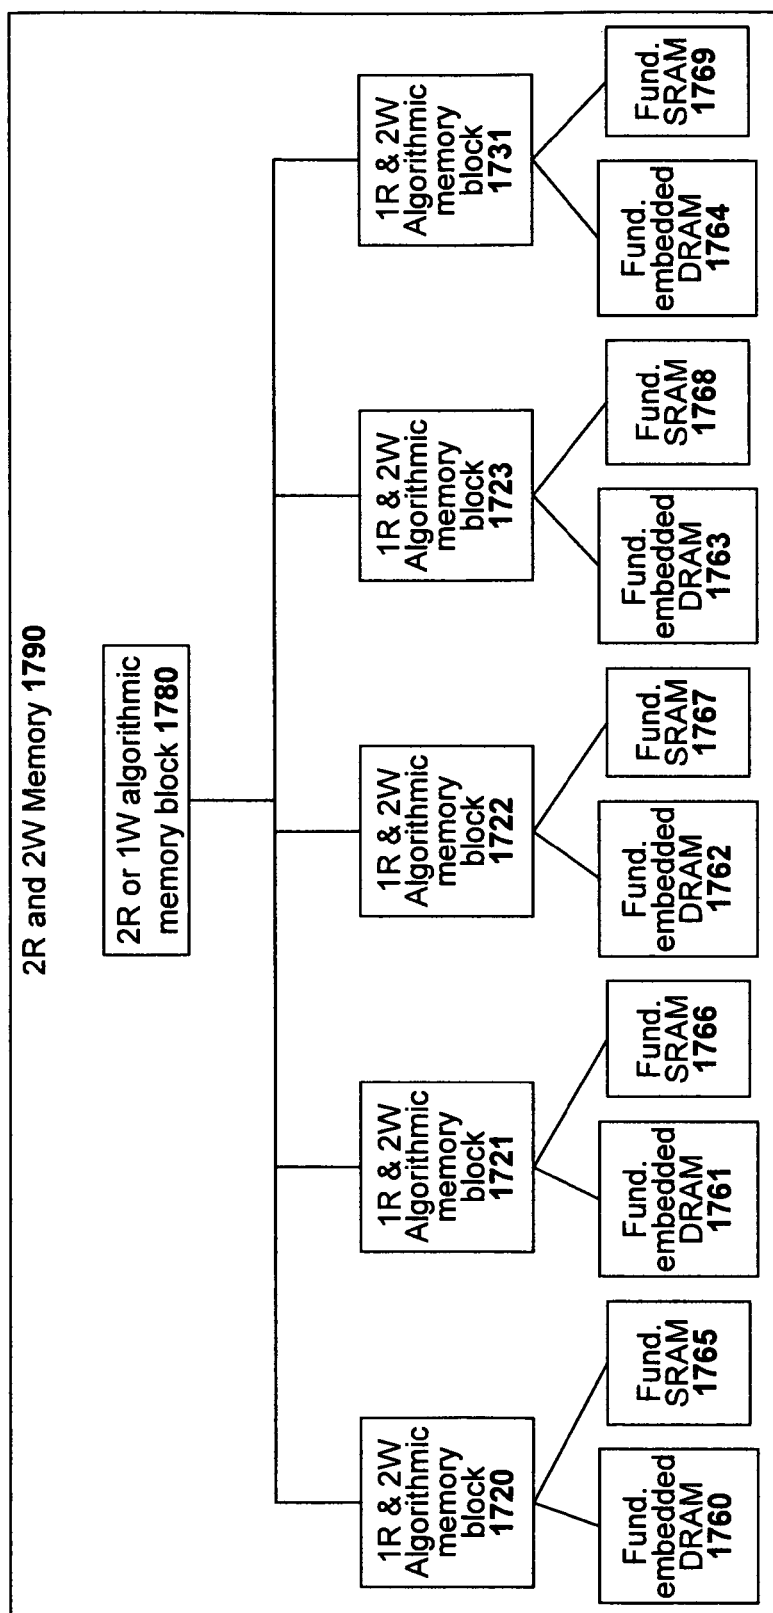 2R and 2W Memory 1790
2R or 1W algorithmic
memory block 1780
1R & 2W
Algorithmic
memory
block
1720
1R & 2W
Algorithmic
memory
block
1721
1R & 2W
Algorithmic
memory
block
1722
1R & 2W
Algorithmic
memory
block
1723
1R & 2W
Algorithmic
memory
block
1731
Fund.
embedded
DRAM
1760
Fund.
SRAM
1765
Fund.
embedded
DRAM
1761
Fund.
SRAM
1766
Fund.
embedded
DRAM
1762
Fund.
SRAM
1767
Fund.
embedded
DRAM
1763
Fund.
SRAM
1768
Fund.
embedded
DRAM
1764
Fund.
SRAM
1769